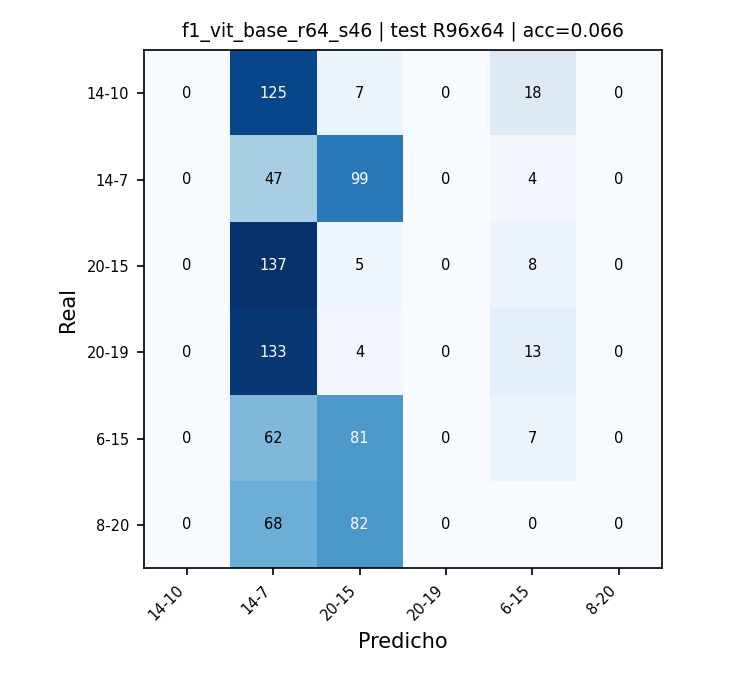 f1_vit_base_r64_s46 | test R96x64 | acc=0.066
14-10 0 125 7 0 18 0
14-7 0 47 99 0 4 0
20-15 0 137 5 0 8 0
20-19 0 133 4 0 13 0
6-15 0 62 81 0 7 0
8-20 0 68 82 0 0 0
Real
14-10 14-7 20-15 20-19 6-15 8-20
Predicho